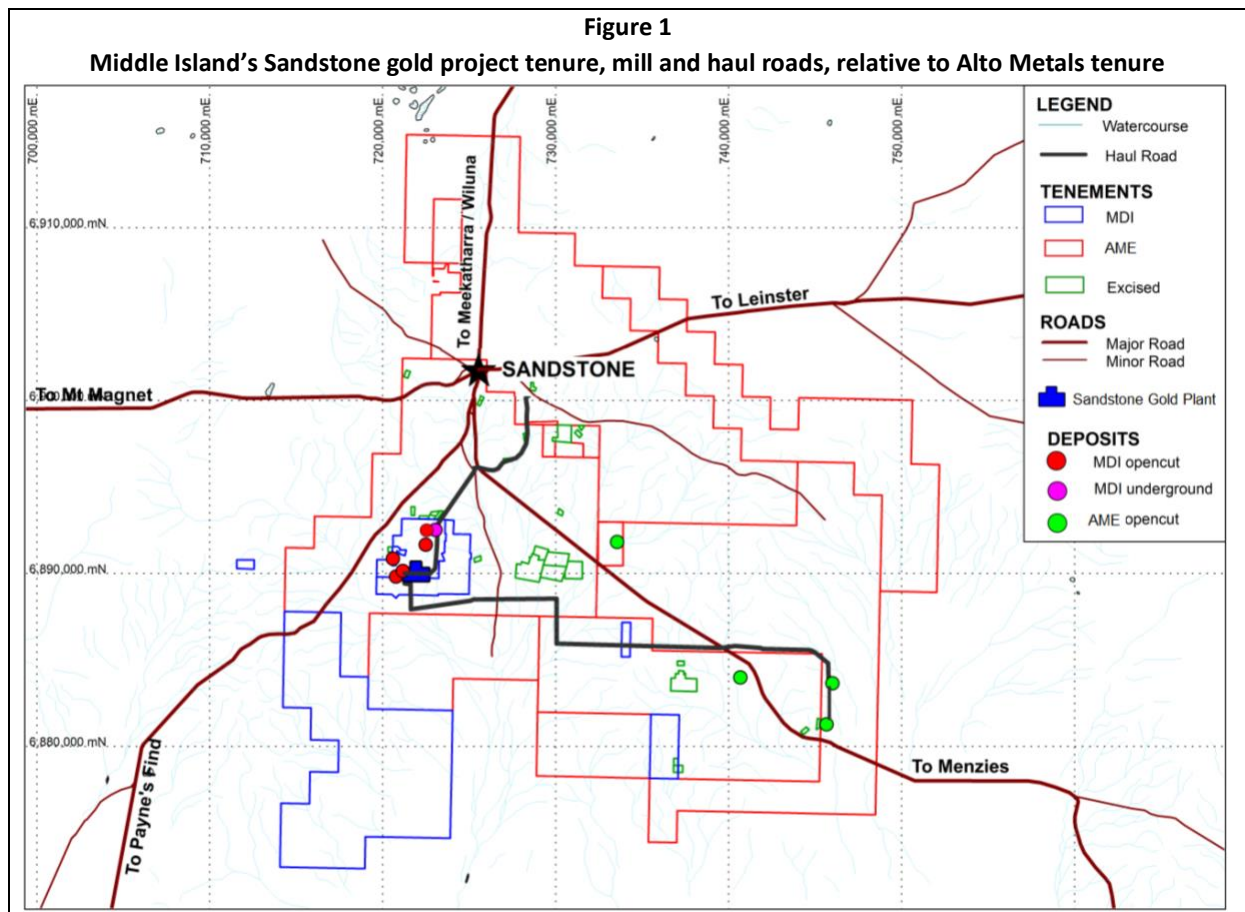 Figure 1
Middle Island's Sandstone gold project tenure, mill and haul roads, relative to Alto Metals tenure
700,000 mE
710,000 mE
720,000 mE
730,000 mE
740,000 mE
750,000 mE
6,910,000 mN
6,890,000 mN
6,880,000 mN
To Meekatharra / Wiluna
To Leinster
SANDSTONE
To Mt Magnet
To Payne's Find
To Menzies
LEGEND
Watercourse
Haul Road
TENEMENTS
MDI
AME
Excised
ROADS
Major Road
Minor Road
Sandstone Gold Plant
DEPOSITS
MDI opencut
MDI underground
AME opencut